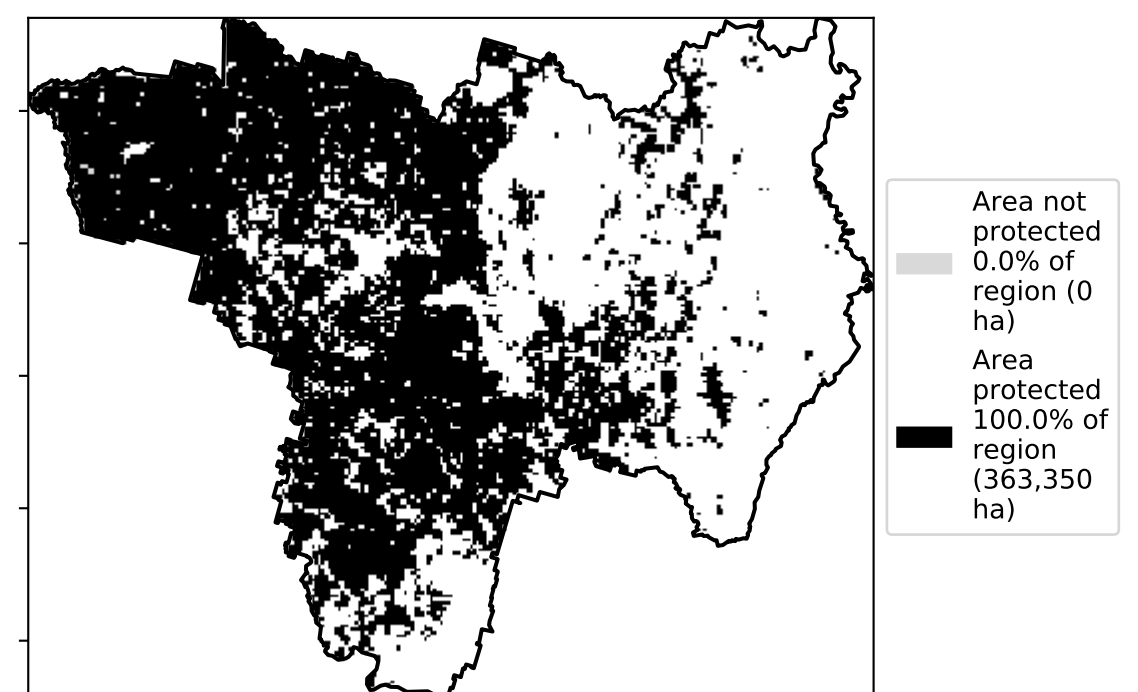 Area not
protected
0.0% of
region (0
ha)
Area
protected
100.0% of
region
(363,350
ha)